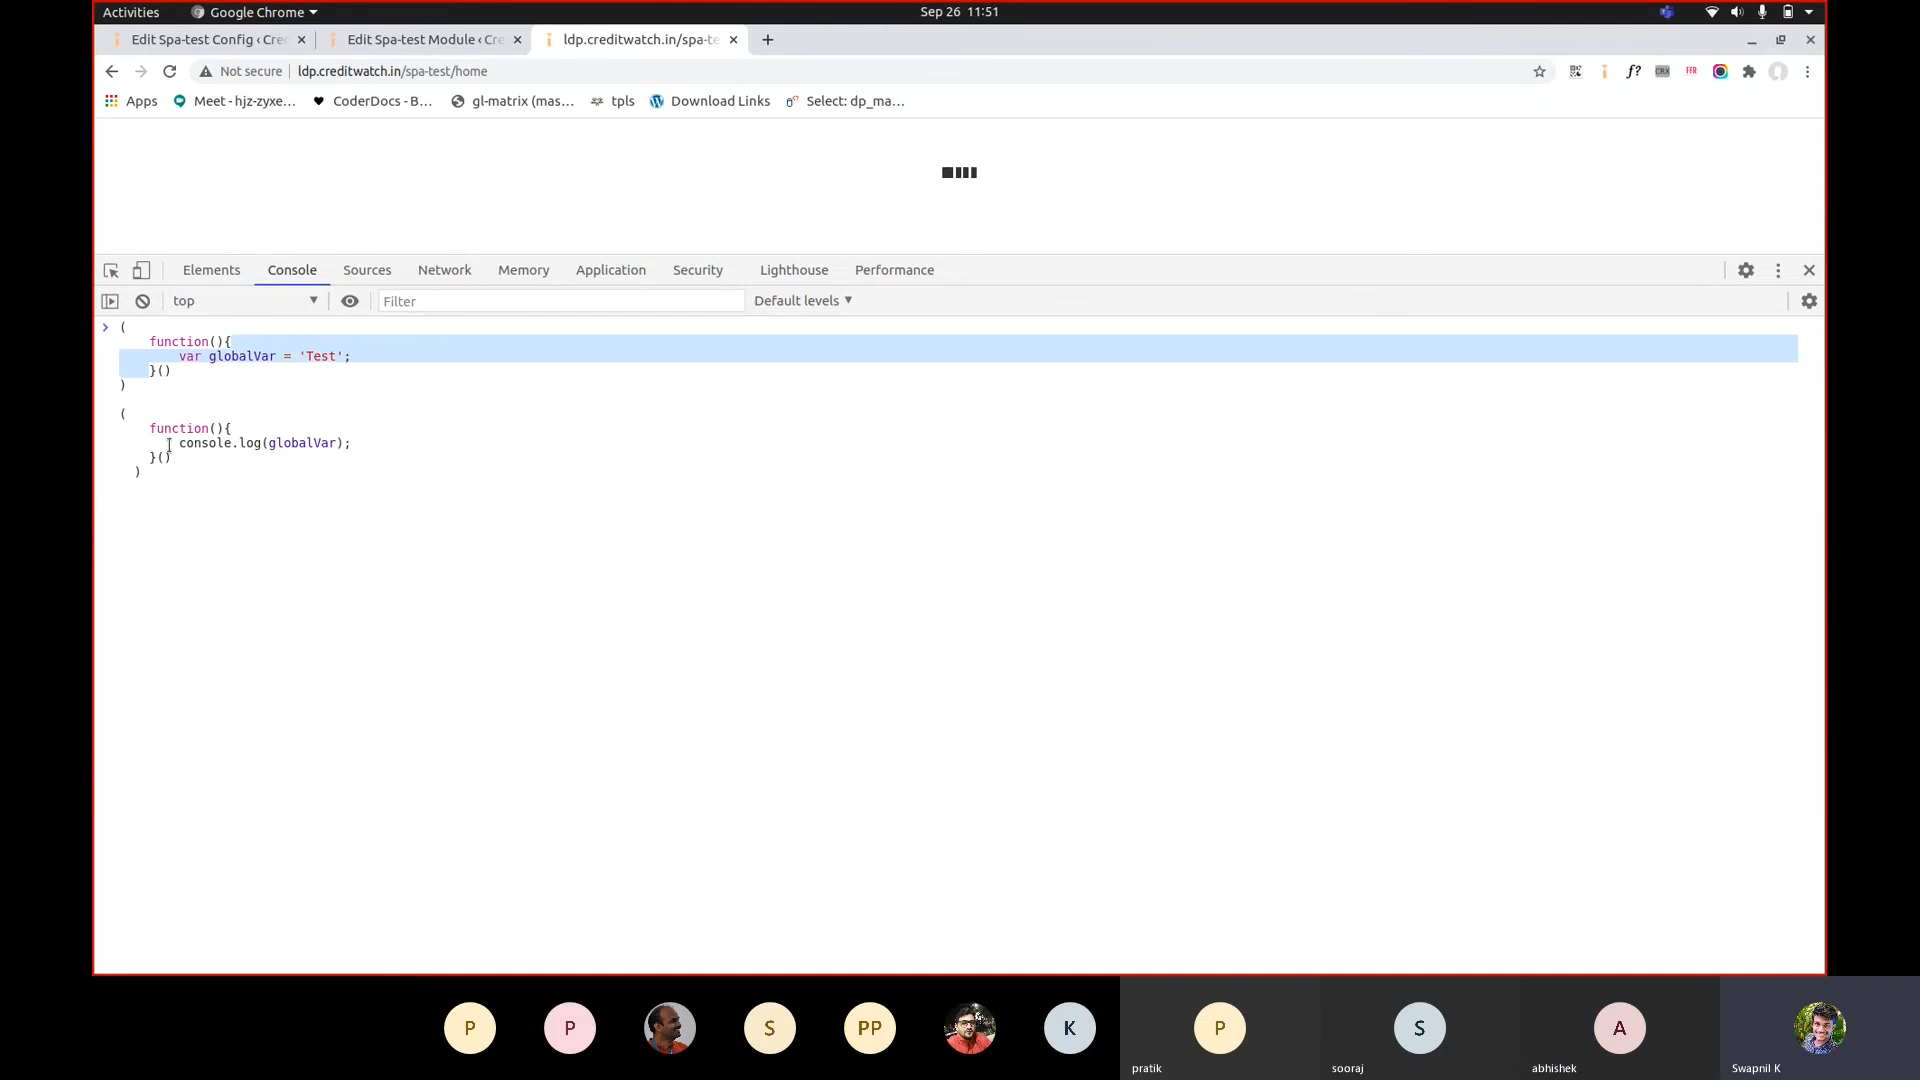 Activities
Google Chrome
Sep 26 11:51
Edit Spa-test Config ‹ Cre
Edit Spa-test Module ‹ Cre
ldp.creditwatch.in/spa-te
Not secure
ldp.creditwatch.in/spa-test/home
f?
CRX
FFR
Apps
Meet - hjz-zyxe...
CoderDocs - B...
gl-matrix (mas...
tpls
Download Links
Select: dp_ma...
Elements
Console
Sources
Network
Memory
Application
Security
Lighthouse
Performance
top
Filter
Default levels
(
function(){
var globalVar = 'Test';
}()
)
(
function(){
console.log(globalVar);
}()
)
P
P
S
PP
K
P
S
A
pratik
sooraj
abhishek
Swapnil K